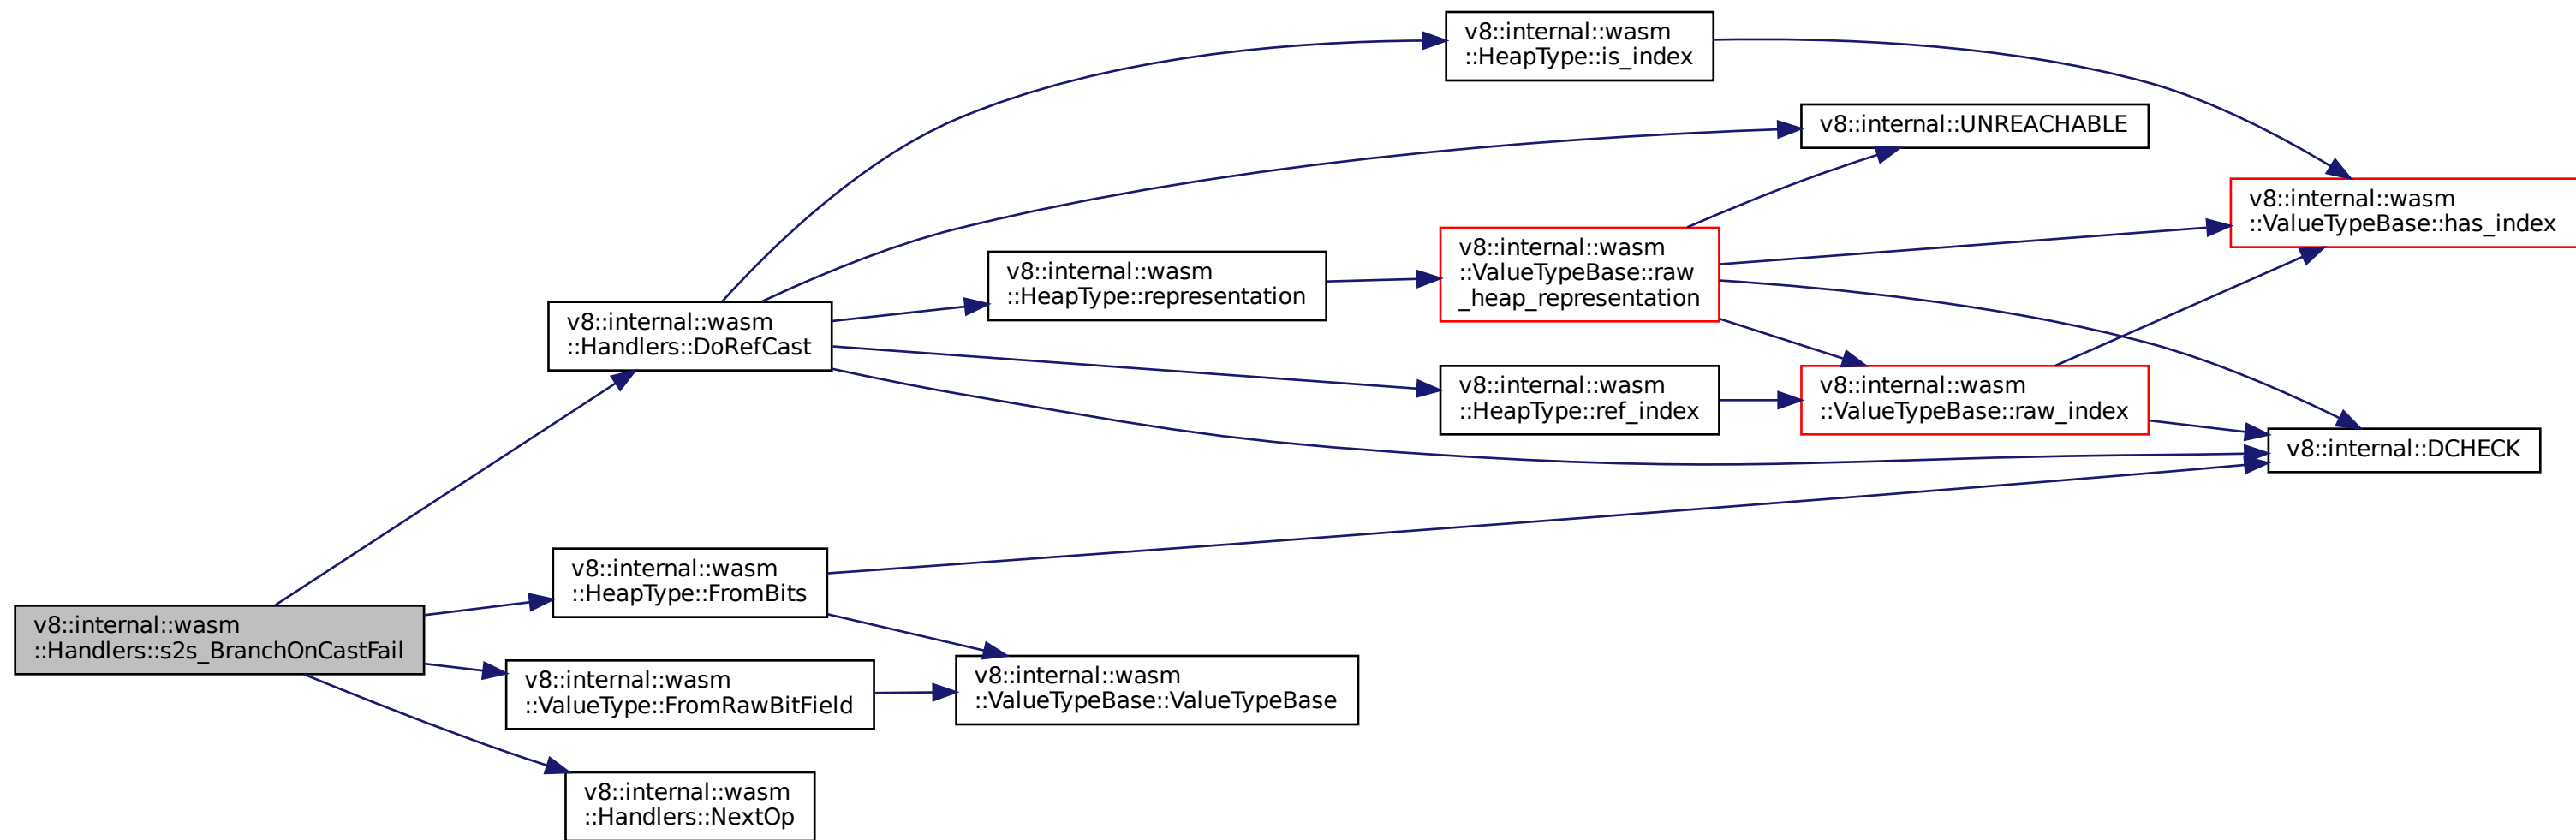 v8::internal::wasm
::HeapType::is_index
v8::internal::UNREACHABLE
v8::internal::wasm
::ValueTypeBase::has_index
v8::internal::wasm
::ValueTypeBase::raw
_heap_representation
v8::internal::wasm
::HeapType::representation
v8::internal::wasm
::Handlers::DoRefCast
v8::internal::wasm
::HeapType::ref_index
v8::internal::wasm
::ValueTypeBase::raw_index
v8::internal::DCHECK
v8::internal::wasm
::HeapType::FromBits
v8::internal::wasm
::Handlers::s2s_BranchOnCastFail
v8::internal::wasm
::ValueType::FromRawBitField
v8::internal::wasm
::ValueTypeBase::ValueTypeBase
v8::internal::wasm
::Handlers::NextOp